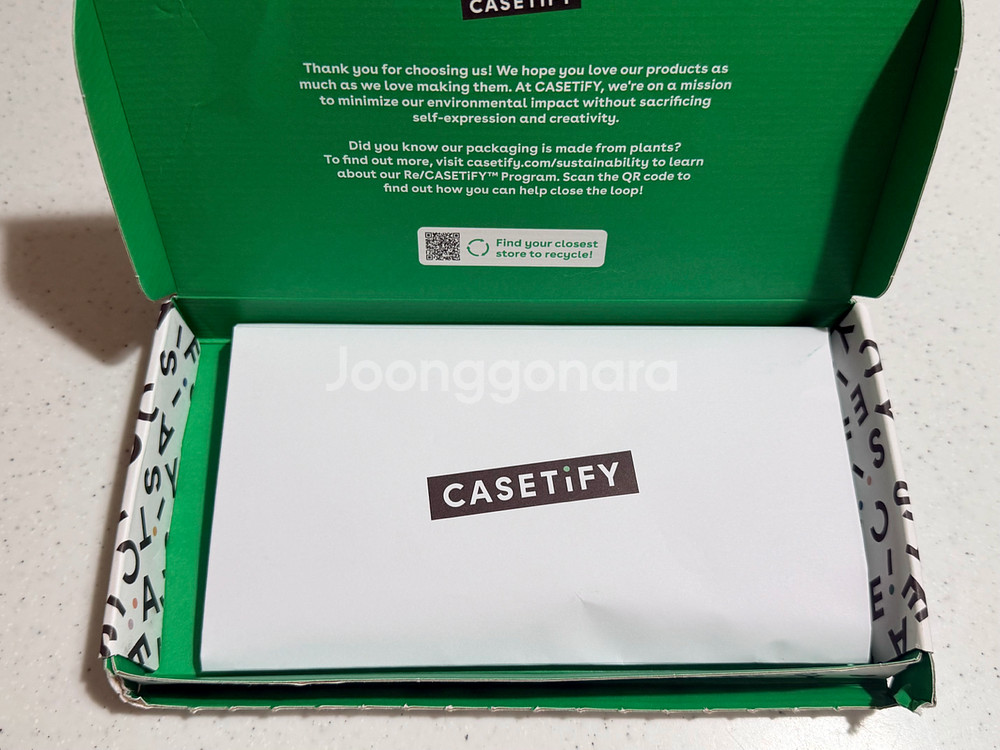 CASETiFY
Thank you for choosing us! We hope you love our products as
much as we love making them. At CASETiFY, we're on a mission
to minimize our environmental impact without sacrificing
self-expression and creativity.
Did you know our packaging is made from plants?
To find out more, visit casetify.com/sustainability to learn
about our Re/CASETiFY™ Program. Scan the QR code to
find out how you can help close the loop!
Find your closest
store to recycle!
Joonggonara
CASETiFY